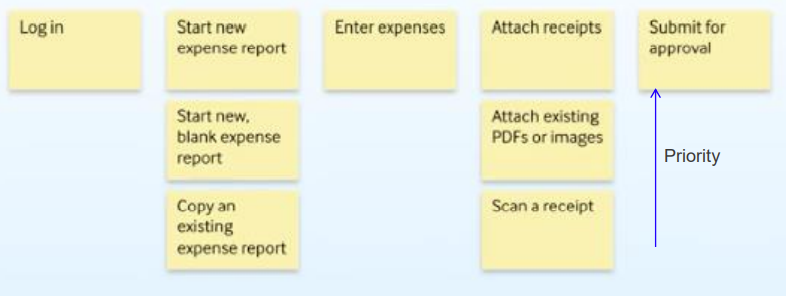 Log in
Start new
expense report
Enter expenses
Attach receipts
Submit for
approval
Start new,
blank expense
report
Attach existing
PDFs or images
Priority
Copy an
existing
expense report
Scan a receipt